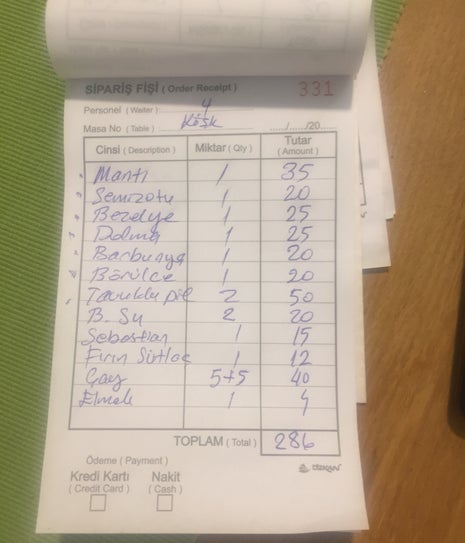 SİPARİŞ FİŞİ ( Order Receipt ) 331
Personel ( Waiter ): 4
Masa No ( Table ) : Köşk ....../....../20......
Cinsi ( Description ) Miktar ( Qty ) Tutar ( Amount )
Mantı 1 35
Semizotu 1 20
Bezelye 1 25
Dolma 1 25
Barbunya 1 20
Börülce 1 20
Tavuklu pil 2 50
B. Su 2 20
Sebastian 1 15
Fırın Sütlaç 1 12
Çay 5+5 40
Ekmek 1 4
TOPLAM ( Total ) 286
Ödeme ( Payment )
Kredi Kartı Nakit
( Credit Card ) ( Cash )